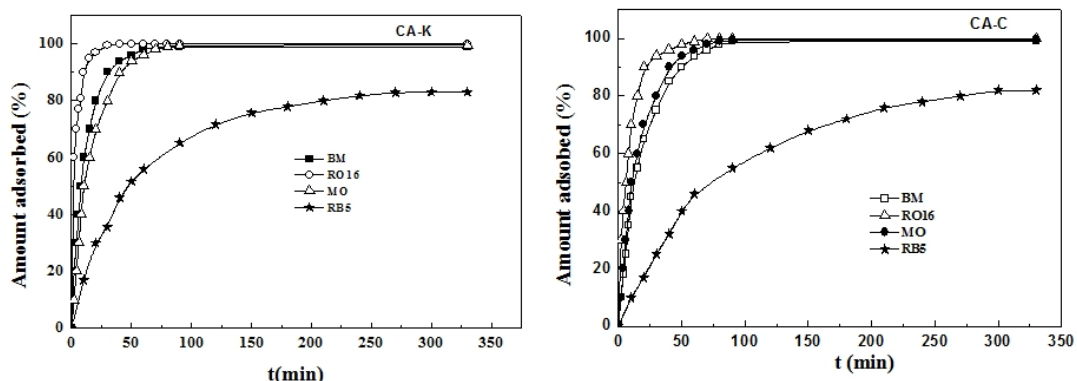 CA-K
Amount adsorbed (%)
100
80
60
40
20
0
BM
RO16
MO
RB5
0 50 100 150 200 250 300 350
t(min)
CA-C
Amount adsobed (%)
100
80
60
40
20
0
BM
RO16
MO
RB5
0 50 100 150 200 250 300 350
t (min)